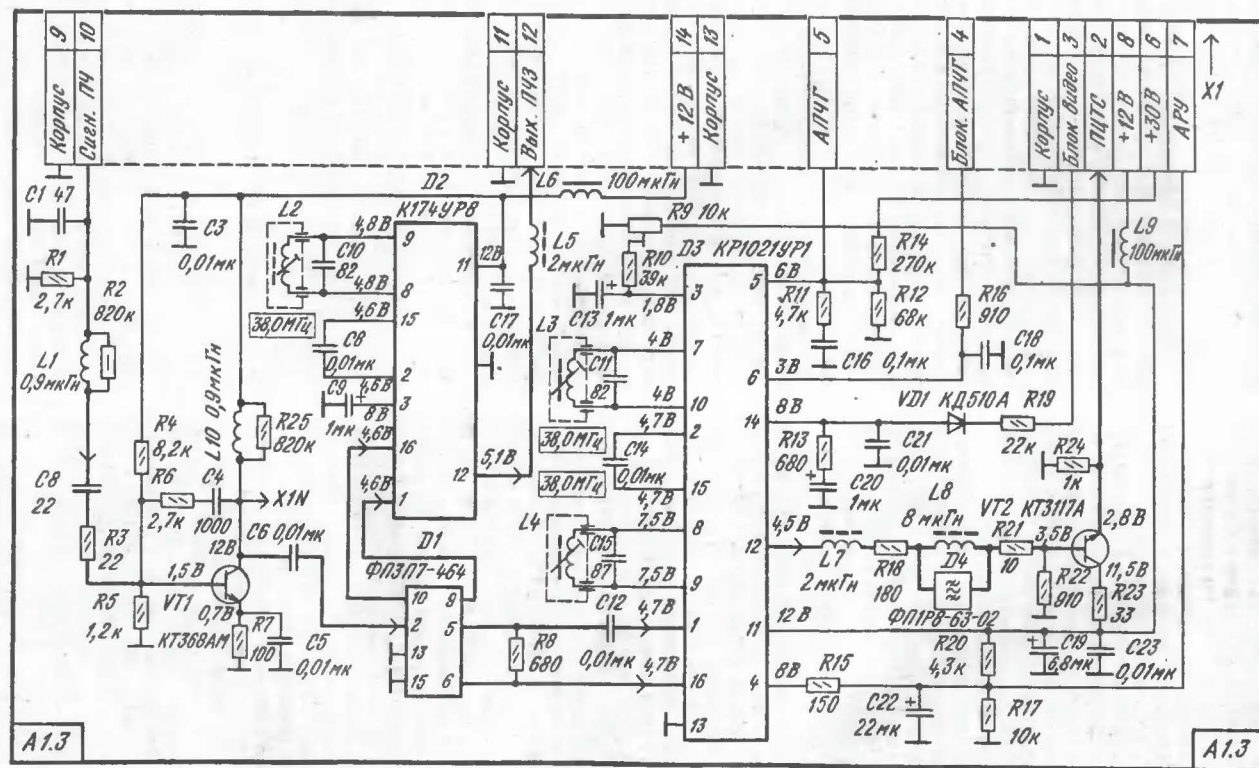 9 Корпус
10 Сигн. ПЧ
11 Корпус
12 Вых. ПЧЗ
14 +12В
13 Корпус
5 АПЧГ
4 Блок. АПЧГ
1 Корпус
3 Блок. Видео
2 ПЦТС
8 +12В
6 +30В
7 АРУ
X1
C1 47
R1
2,7к
R2
820к
L1
0,9мкГн
C8
22
R3
22
R4
8,2к
R6
2,7к
C4
1000
R5
1,2к
VT1
КТ368АМ
1,5В
0,7В
12В
R7
100
C5
0,01мк
C3
0,01мк
L10 0,9мкГн
R25
820к
X1N
C6 0,01мк
L2
38,0МГц
C10
82
C8
0,01мк
C9
1мк
D2
К174УР8
4,8В
4,8В
4,6В
4,6В
8В
4,6В
4,6В
9
8
15
2
3
16
1
11
12
12В
C17
0,01мк
5,1В
L5
2мкГн
L6
100мкГн
D1
ФПЗП7-464
10
2
13
15
9
5
6
R8
680
C12
0,01мк
R9 10к
R10
39к
C13 1мк
1,8В
L3
C11
82
38,0МГц
C14
0,01мк
38,0МГц
L4
C15
87
4В
4В
4,7В
4,7В
7,5В
7,5В
4,7В
4,7В
D3 КР1021УР1
3
7
10
2
15
8
9
1
16
13
5
6
14
12
11
4
6В
3В
8В
4,5В
12В
8В
R11
4,7к
C16
0,1мк
R14
270к
R12
68к
R16
910
C18
0,1мк
VD1 КД510А
R19
22к
R13
680
C20
1мк
C21
0,01мк
R24
1к
L9
100мкГн
L7
2мкГн
R18
180
L8
8мкГн
D4
ФП1Р8-63-02
R21
10
VT2 КТ3117А
3,5В
2,8В
11,5В
R22
910
R23
33
R20
4,3к
C19
6,8мк
C23
0,01мк
R15
150
C22
22мк
R17
10к
А1.3
А1.3